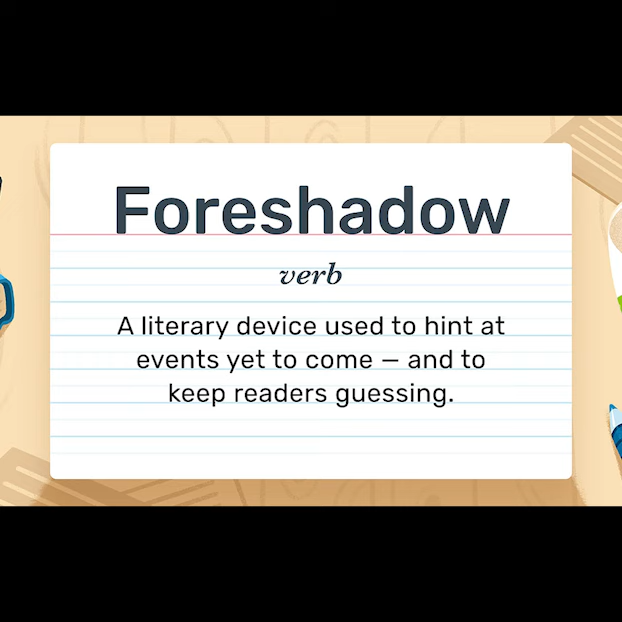 Foreshadow
verb
A literary device used to hint at
events yet to come — and to
keep readers guessing.